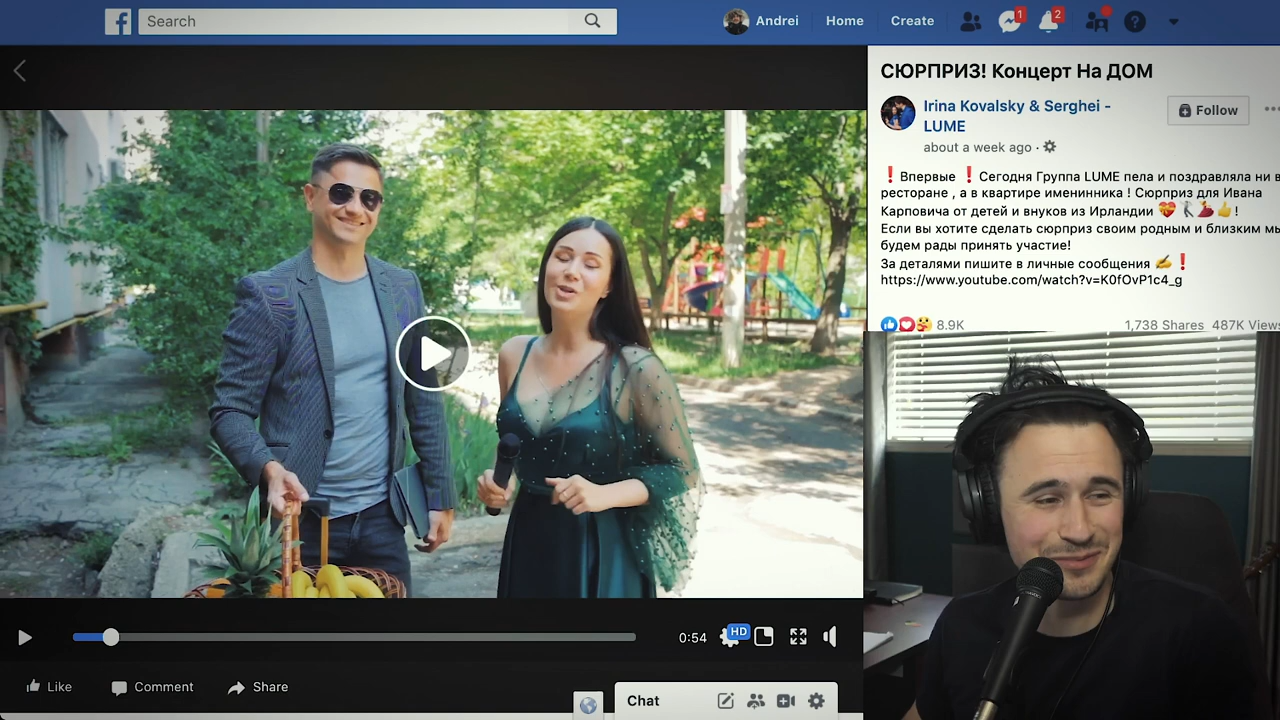 Search
Andrei
Home
Create
1
2
СЮРПРИЗ! Концерт На ДОМ
Irina Kovalsky & Serghei -
LUME
Follow
about a week ago ·
❗Впервые ❗Сегодня Группа LUME пела и поздравляла ни в
ресторане , а в квартире именинника ! Сюрприз для Ивана
Карповича от детей и внуков из Ирландии 💝🕺💃👍 !
Если вы хотите сделать сюрприз своим родным и близким мы
будем рады принять участие!
За деталями пишите в личные сообщения ✍️ ❗
https://www.youtube.com/watch?v=K0fOvP1c4_g
8.9K
1,738 Shares 487K Views
0:54
HD
Like
Comment
Share
Chat